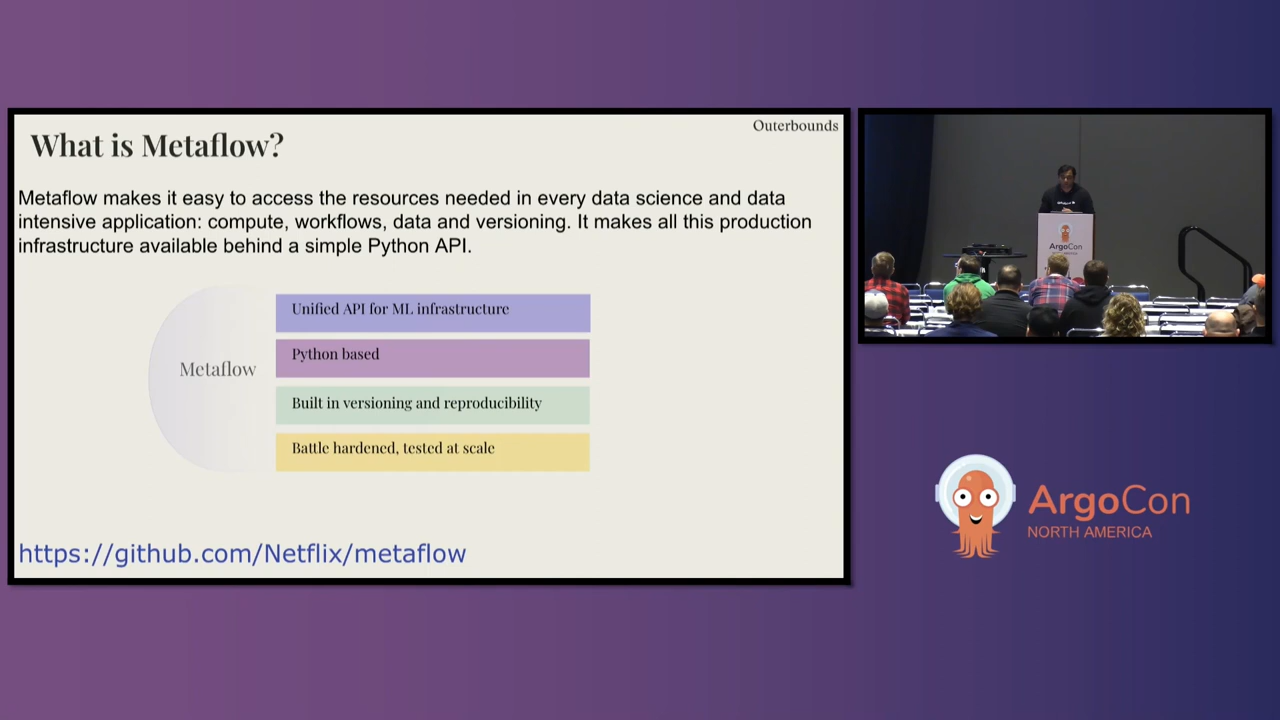 What is Metaflow?
Outerbounds
Metaflow makes it easy to access the resources needed in every data science and data
intensive application: compute, workflows, data and versioning. It makes all this production
infrastructure available behind a simple Python API.
Metaflow
Unified API for ML infrastructure
Python based
Built in versioning and reproducibility
Battle hardened, tested at scale
https://github.com/Netflix/metaflow
ArgoCon
ArgoCon
NORTH AMERICA